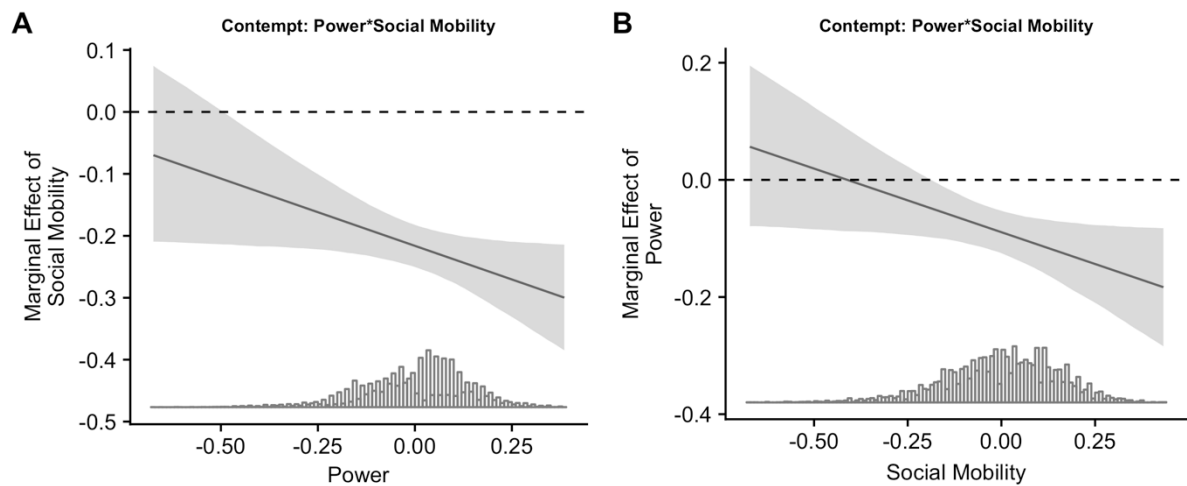 A
Contempt: Power*Social Mobility
Marginal Effect of
Social Mobility
0.1
0.0
-0.1
-0.2
-0.3
-0.4
-0.5
-0.50
-0.25
0.00
0.25
Power
B
Contempt: Power*Social Mobility
Marginal Effect of
Power
0.2
0.0
-0.2
-0.4
-0.50
-0.25
0.00
0.25
Social Mobility